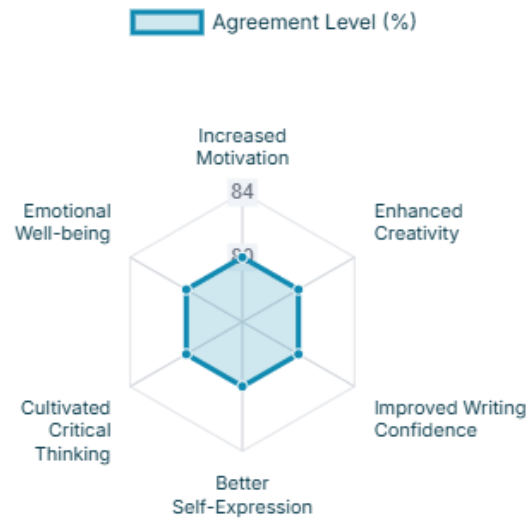 Agreement Level (%)
Increased
Motivation
84
Emotional
Well-being
Enhanced
Creativity
80
Cultivated
Critical
Thinking
Improved Writing
Confidence
Better
Self-Expression